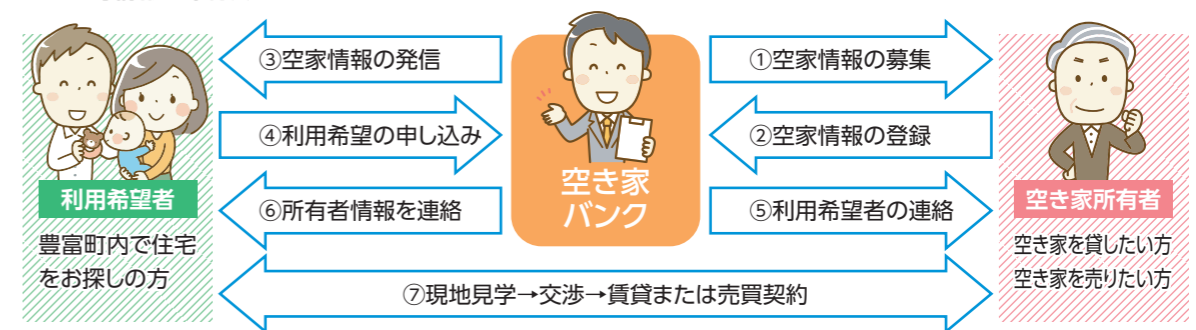 ③空家情報の発信
①空家情報の募集
④利用希望の申し込み
②空家情報の登録
空き家
バンク
利用希望者
⑥所有者情報を連絡
⑤利用希望者の連絡
空き家所有者
豊富町内で住宅
をお探しの方
空き家を貸したい方
空き家を売りたい方
⑦現地見学→交渉→賃貸または売買契約